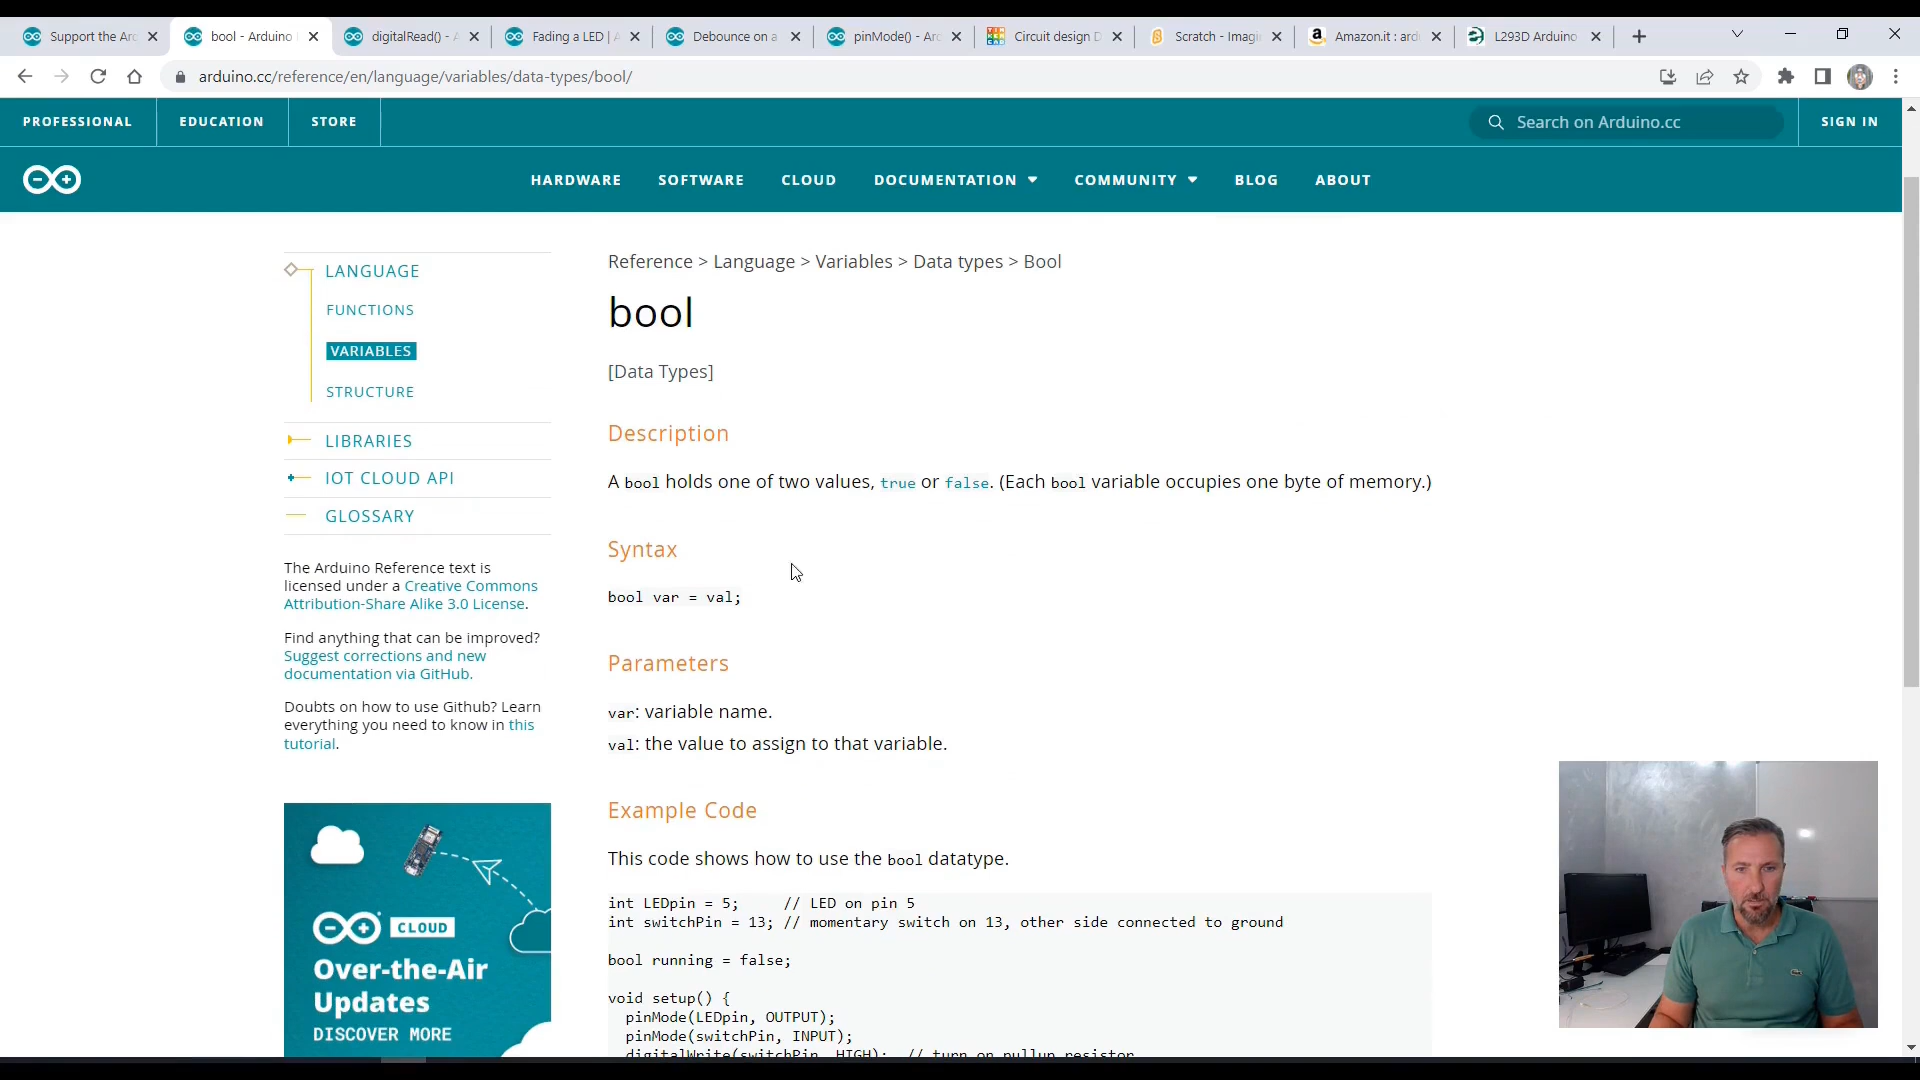 Support the Ar
bool - Arduino
digitalRead() - A
Fading a LED | A
Debounce on a
pinMode() - Ard
Circuit design D
Scratch - Imagi
Amazon.it : ard
L293D Arduino
arduino.cc/reference/en/language/variables/data-types/bool/
PROFESSIONAL
EDUCATION
STORE
Search on Arduino.cc
SIGN IN
HARDWARE
SOFTWARE
CLOUD
DOCUMENTATION
COMMUNITY
BLOG
ABOUT
LANGUAGE
FUNCTIONS
VARIABLES
STRUCTURE
LIBRARIES
IOT CLOUD API
GLOSSARY
The Arduino Reference text is
licensed under a Creative Commons
Attribution-Share Alike 3.0 License.
Find anything that can be improved?
Suggest corrections and new
documentation via GitHub.
Doubts on how to use Github? Learn
everything you need to know in this
tutorial.
CLOUD
Over-the-Air
Updates
DISCOVER MORE
Reference > Language > Variables > Data types > Bool
bool
[Data Types]
Description
A bool holds one of two values, true or false. (Each bool variable occupies one byte of memory.)
Syntax
bool var = val;
Parameters
var: variable name.
val: the value to assign to that variable.
Example Code
This code shows how to use the bool datatype.
int LEDpin = 5;     // LED on pin 5
int switchPin = 13; // momentary switch on 13, other side connected to ground
bool running = false;
void setup() {
pinMode(LEDpin, OUTPUT);
pinMode(switchPin, INPUT);
digitalWrite(switchPin, HIGH);  // turn on pullup resistor